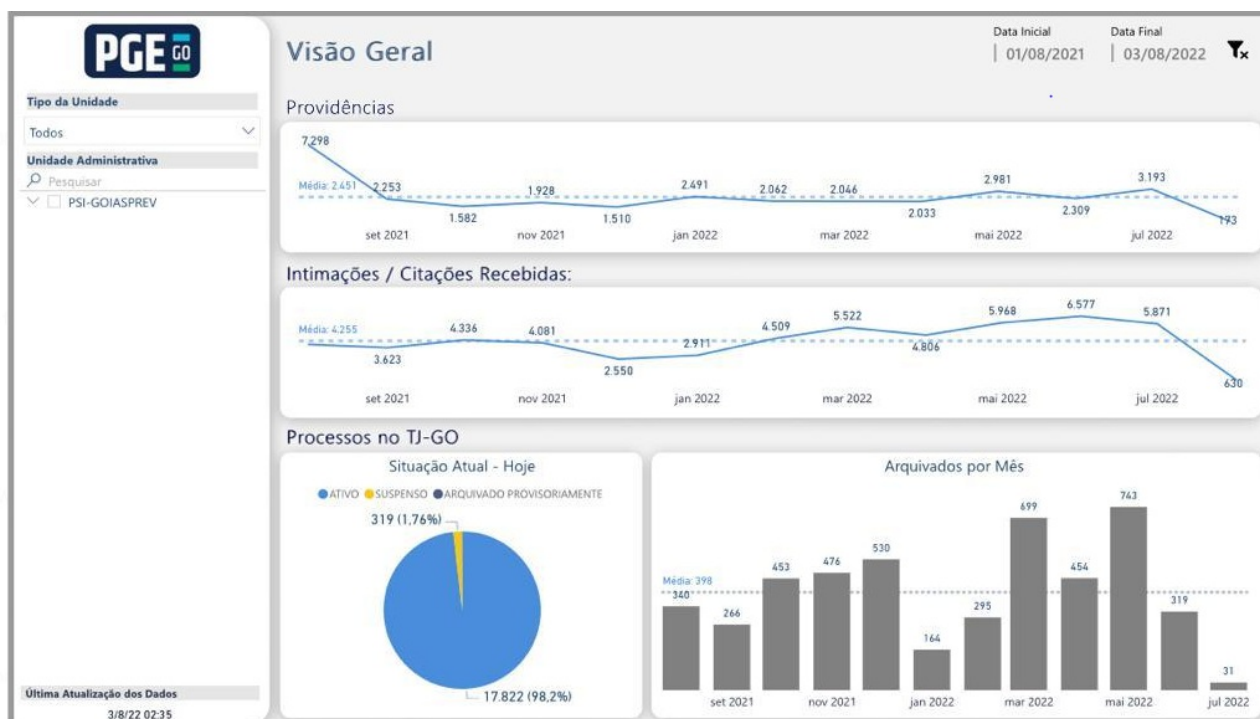 PGE GO
Tipo da Unidade
Todos
Unidade Administrativa
Pesquisar
PSI-GOIASPREV
Última Atualização dos Dados
3/8/22 02:35
Visão Geral
Data Inicial
01/08/2021
Data Final
03/08/2022
Providências
7.298
Média: 2.451
2.253
1.582
1.928
1.510
2.491
2.062
2.046
2.033
2.981
2.309
3.193
173
set 2021
nov 2021
jan 2022
mar 2022
mai 2022
jul 2022
Intimações / Citações Recebidas:
Média: 4.255
3.623
4.336
4.081
2.550
2.911
4.509
5.522
4.806
5.968
6.577
5.871
630
set 2021
nov 2021
jan 2022
mar 2022
mai 2022
jul 2022
Processos no TJ-GO
Situação Atual - Hoje
ATIVO SUSPENSO ARQUIVADO PROVISORIAMENTE
319 (1,76%)
17.822 (98,2%)
Arquivados por Mês
Média: 398
340
266
453
476
530
164
295
699
454
743
319
31
set 2021
nov 2021
jan 2022
mar 2022
mai 2022
jul 2022